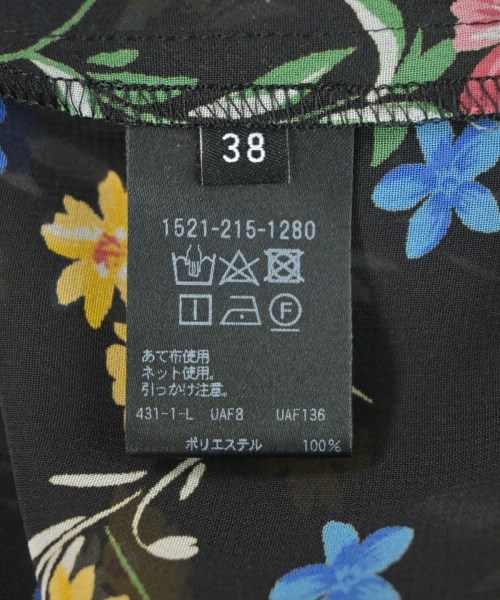 38
1521-215-1280
あて布使用
ネット使用。
引っかけ注意。
431-1-L UAF8 UAF136
ポリエステル 100%